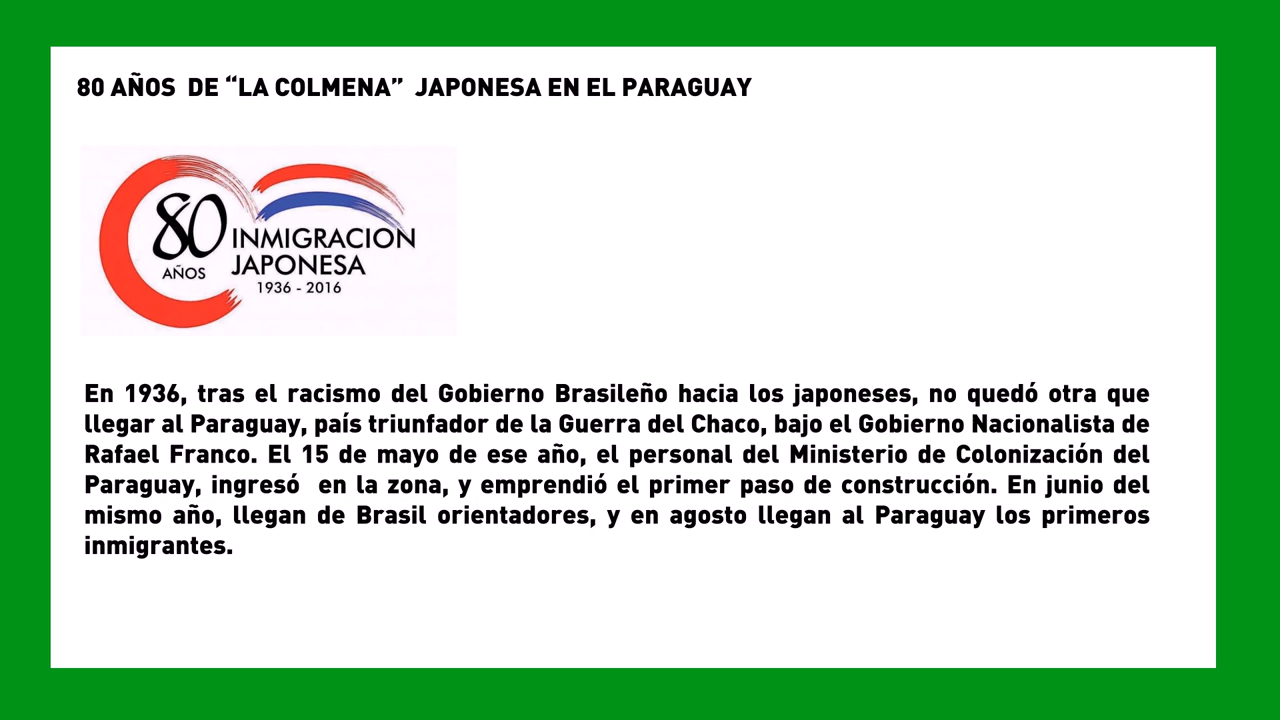 80 AÑOS  DE “LA COLMENA”  JAPONESA EN EL PARAGUAY
80
AÑOS
INMIGRACION
JAPONESA
1936 - 2016
En 1936, tras el racismo del Gobierno Brasileño hacia los japoneses, no quedó otra que
llegar al Paraguay, país triunfador de la Guerra del Chaco, bajo el Gobierno Nacionalista de
Rafael Franco. El 15 de mayo de ese año, el personal del Ministerio de Colonización del
Paraguay, ingresó  en la zona, y emprendió el primer paso de construcción. En junio del
mismo año, llegan de Brasil orientadores, y en agosto llegan al Paraguay los primeros
inmigrantes.